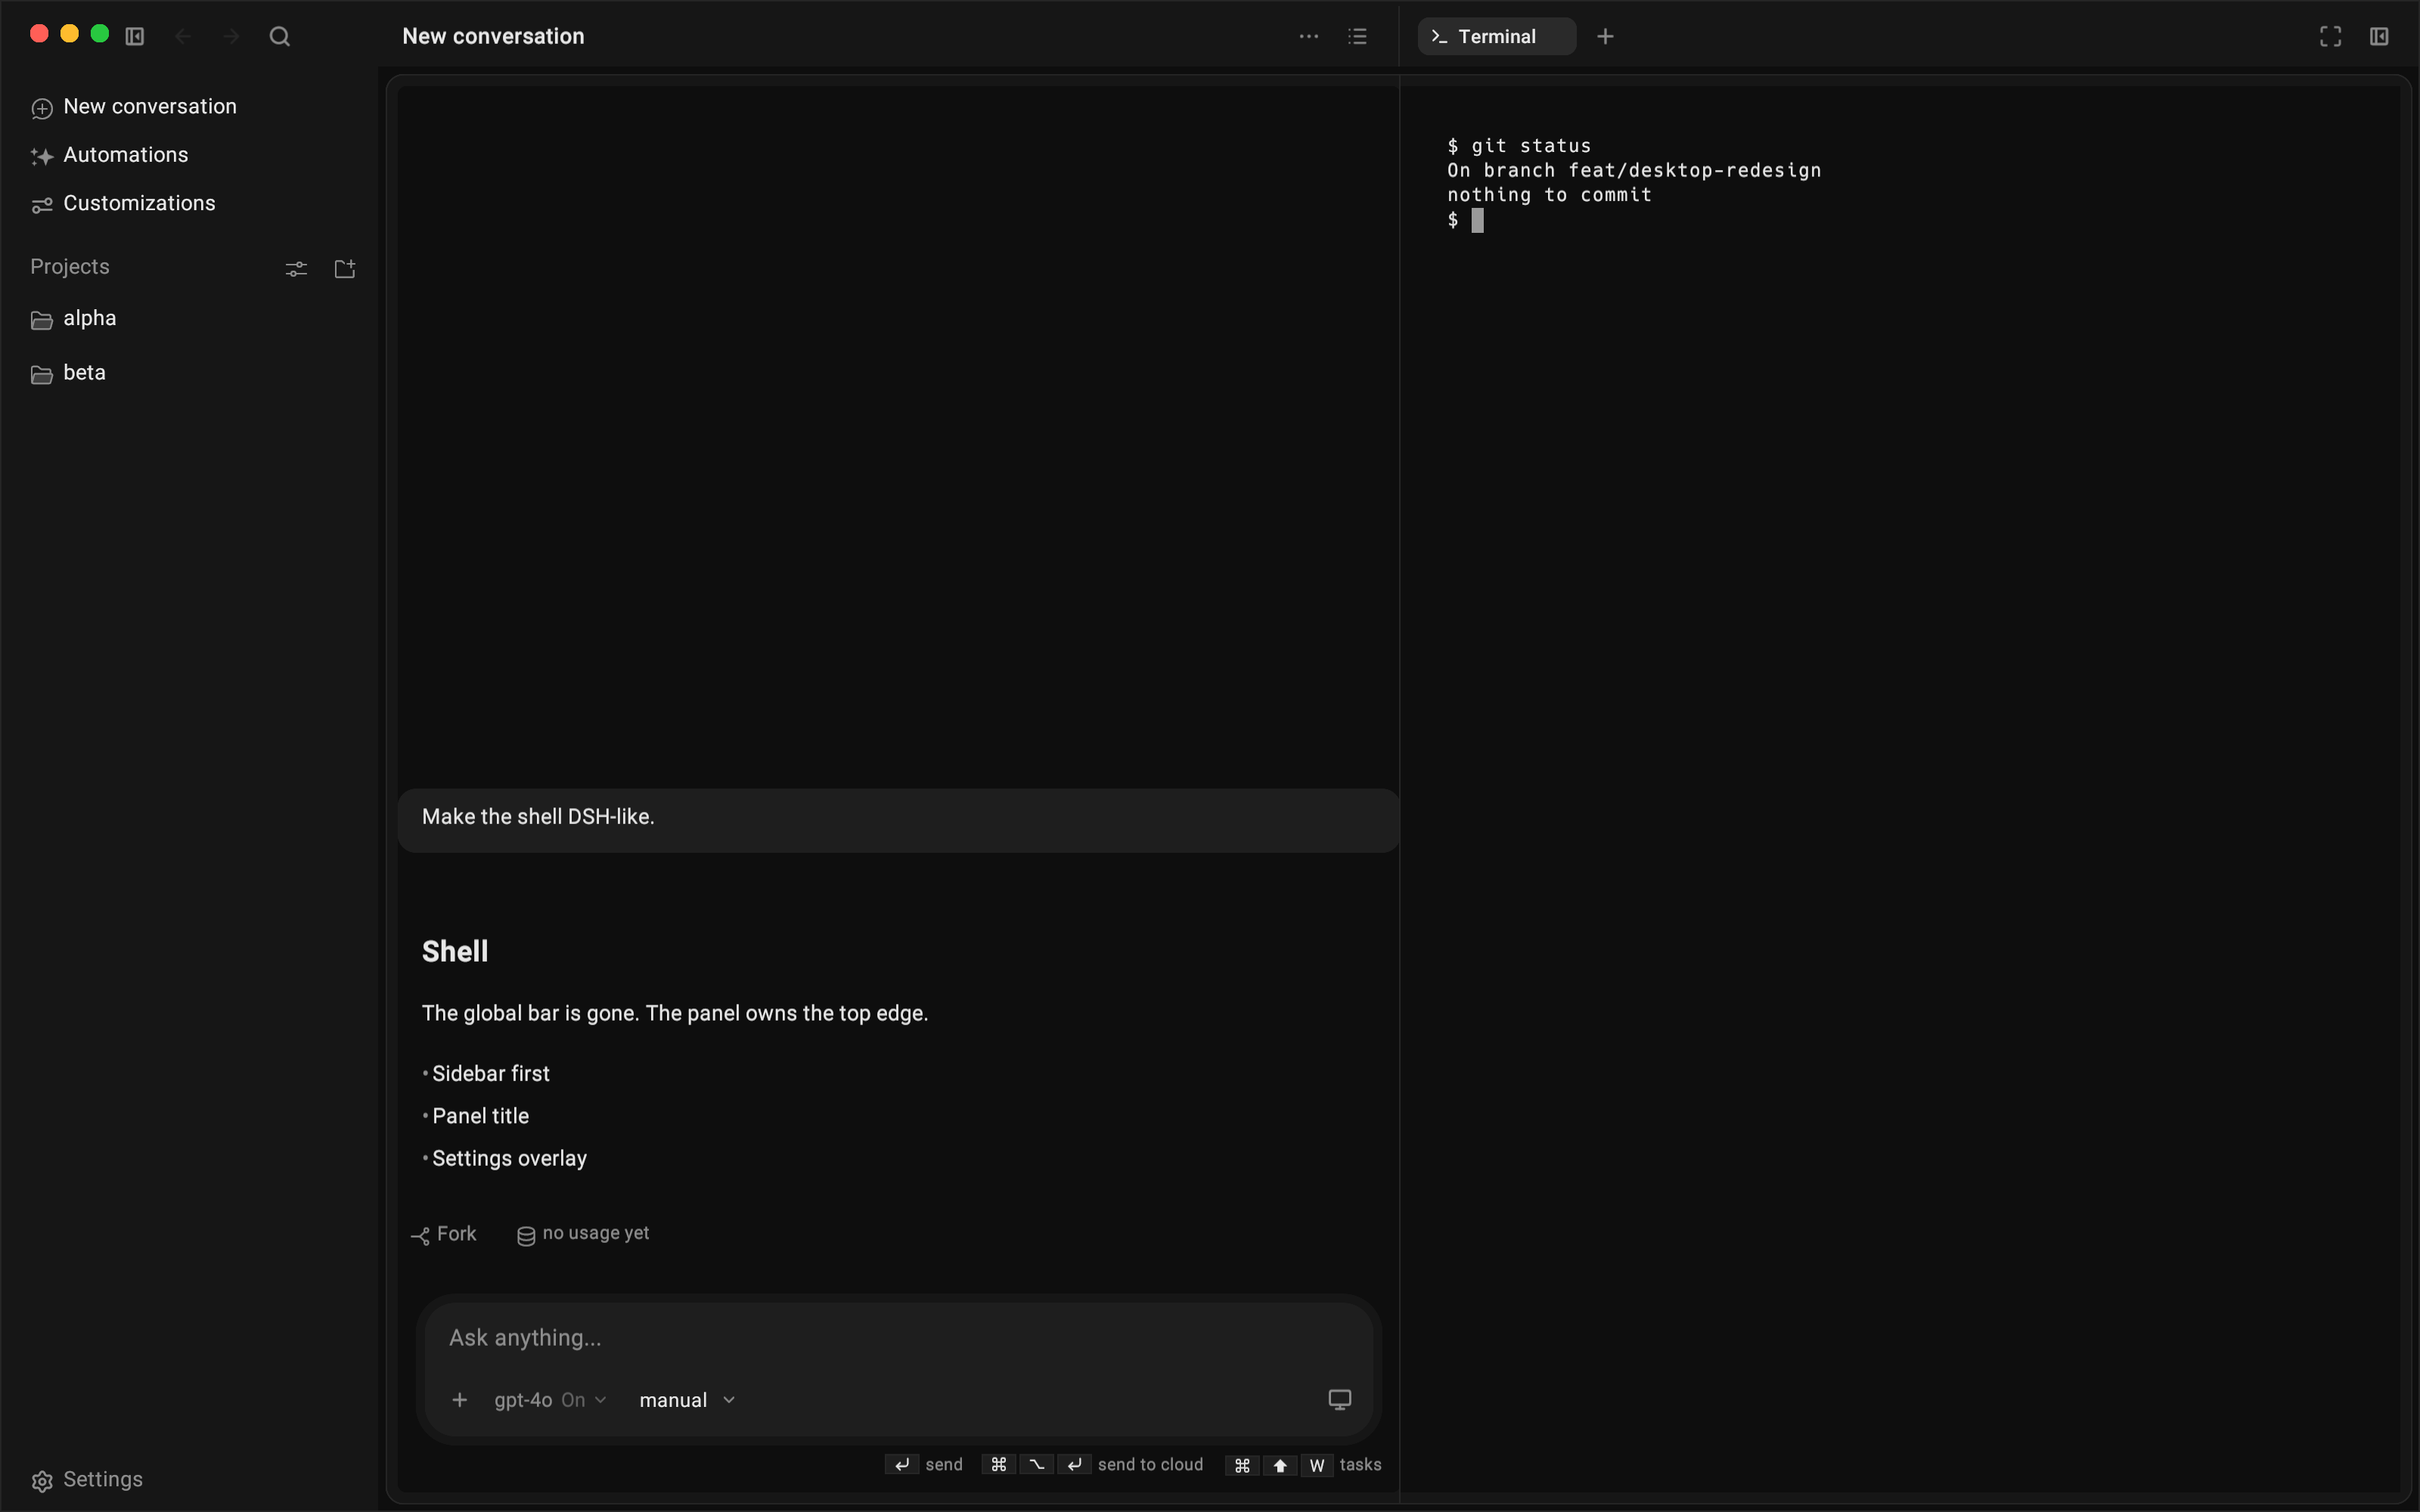 New conversation
Terminal
New conversation
Automations
Customizations
Projects
alpha
beta
Settings
Make the shell DSH-like.
Shell
The global bar is gone. The panel owns the top edge.
• Sidebar first
• Panel title
• Settings overlay
Fork no usage yet
Ask anything...
gpt-4o On manual
send ⌘ ⌥ send to cloud ⌘ W tasks
$ git status
On branch feat/desktop-redesign
nothing to commit
$